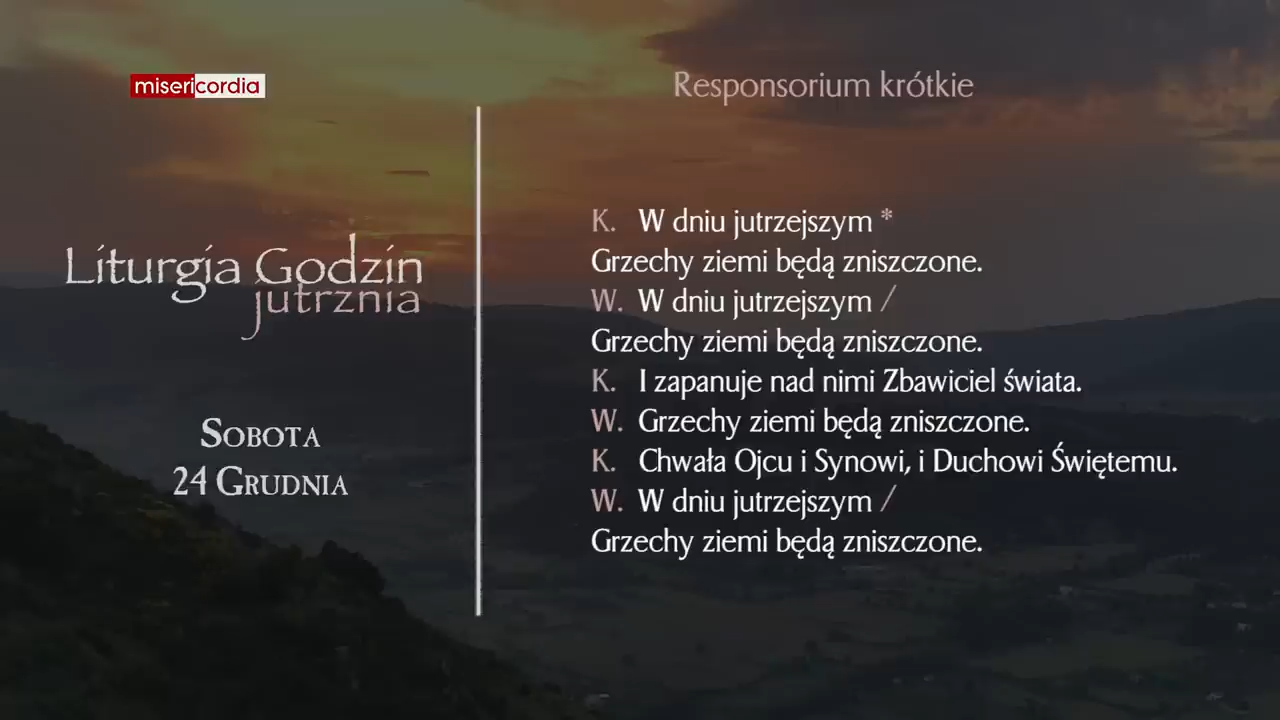 misericordia
Liturgia Godzin
jutrznia
Sobota
24 Grudnia
Responsorium krótkie
K. W dniu jutrzejszym *
Grzechy ziemi będą zniszczone.
W. W dniu jutrzejszym /
Grzechy ziemi będą zniszczone.
K. I zapanuje nad nimi Zbawiciel świata.
W. Grzechy ziemi będą zniszczone.
K. Chwała Ojcu i Synowi, i Duchowi Świętemu.
W. W dniu jutrzejszym /
Grzechy ziemi będą zniszczone.